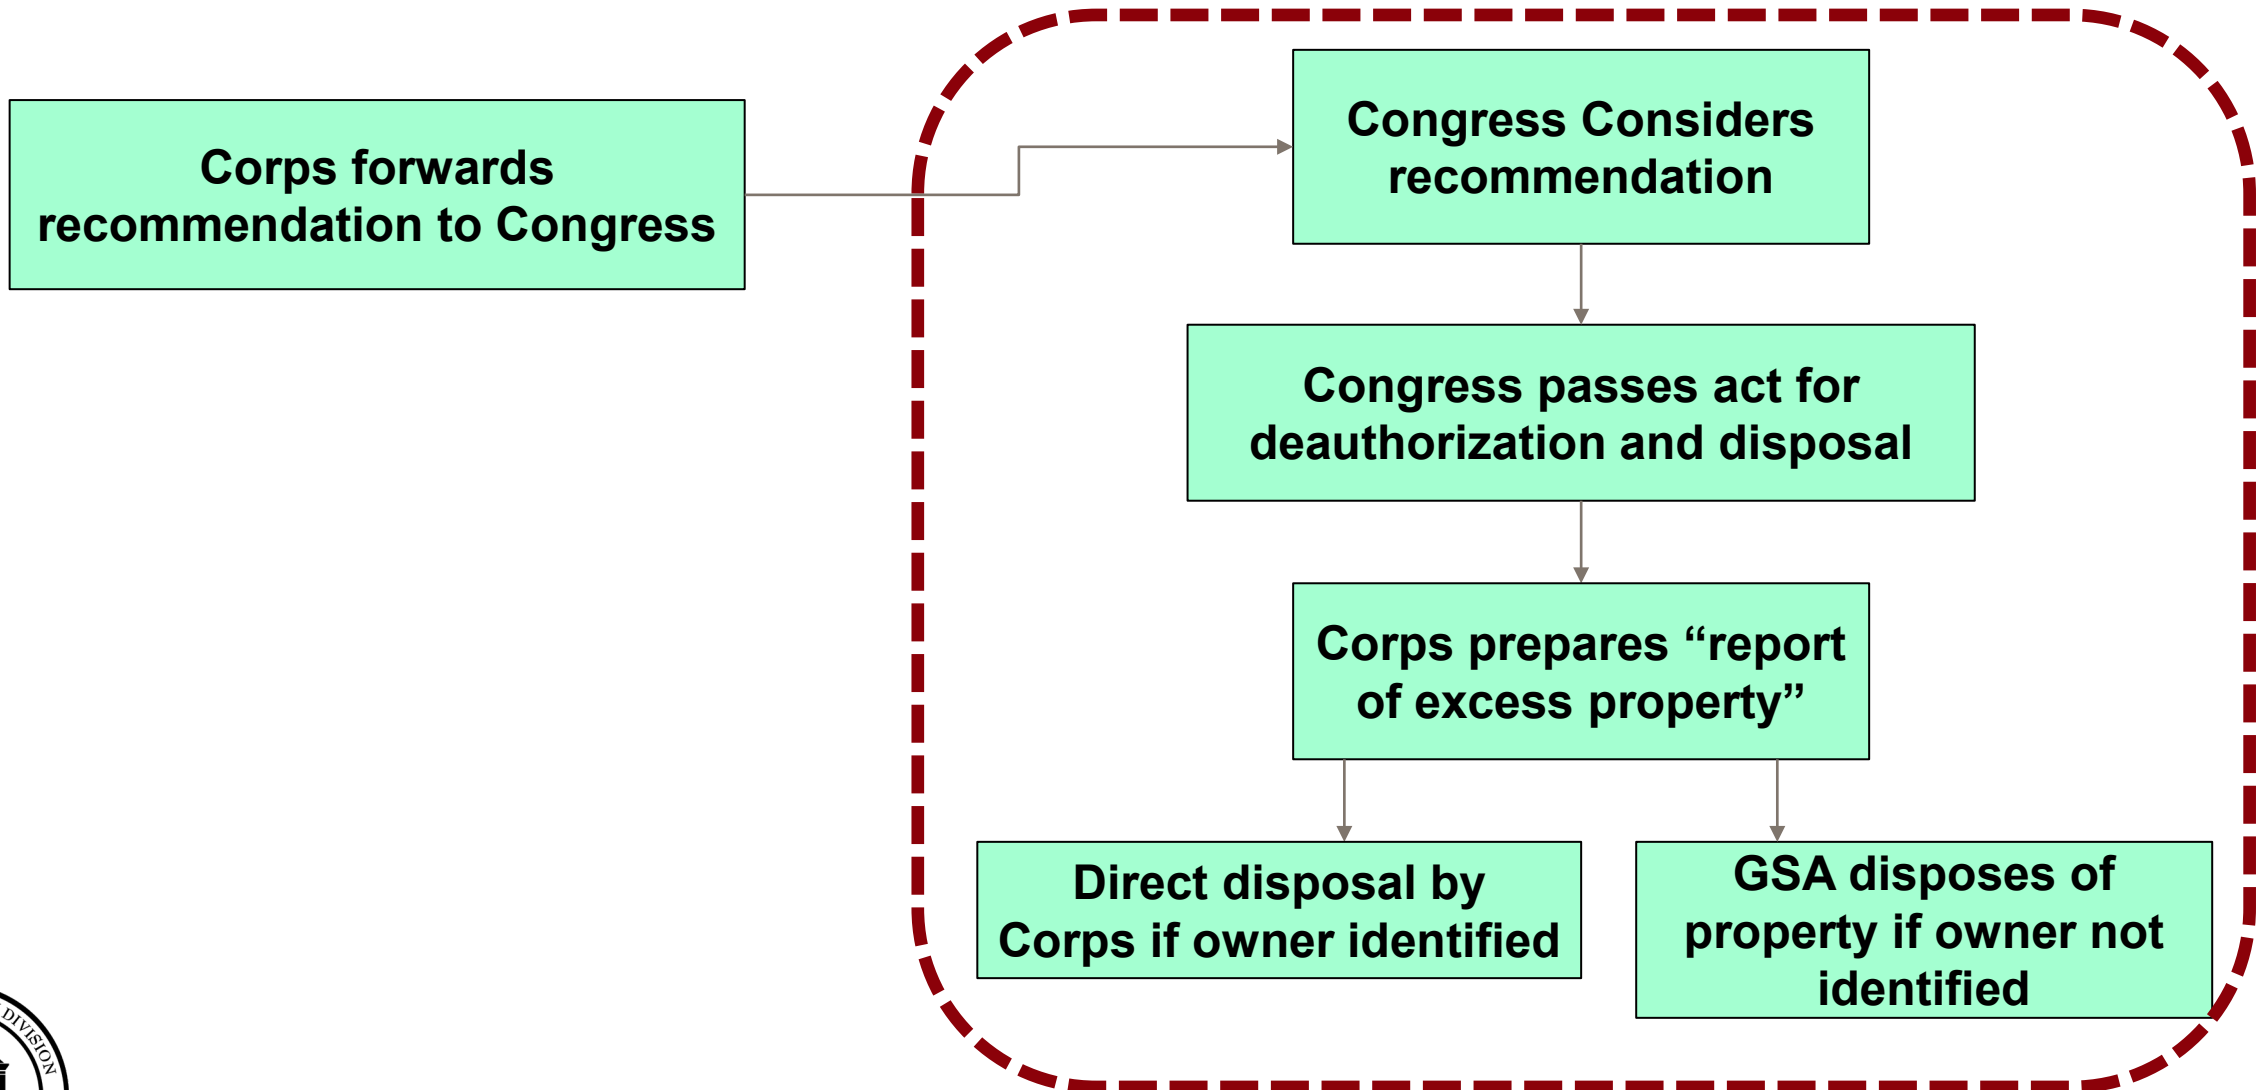 Corps forwards
recommendation to Congress
Congress Considers
recommendation
Congress passes act for
deauthorization and disposal
Corps prepares “report
of excess property”
Direct disposal by
Corps if owner identified
GSA disposes of
property if owner not
identified
DIVISION